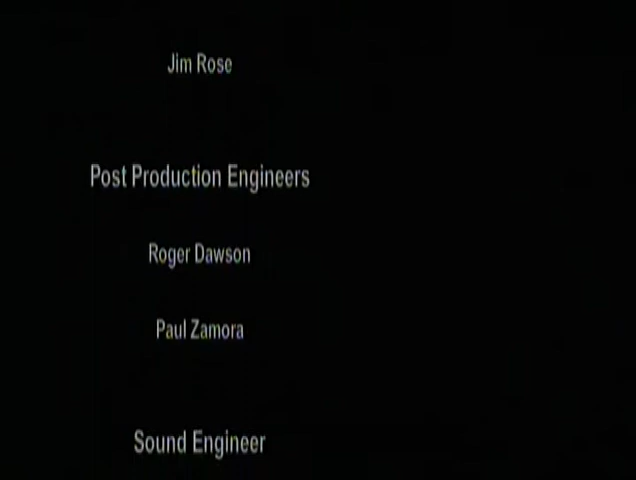 Jim Rose
Post Production Engineers
Roger Dawson
Paul Zamora
Sound Engineer